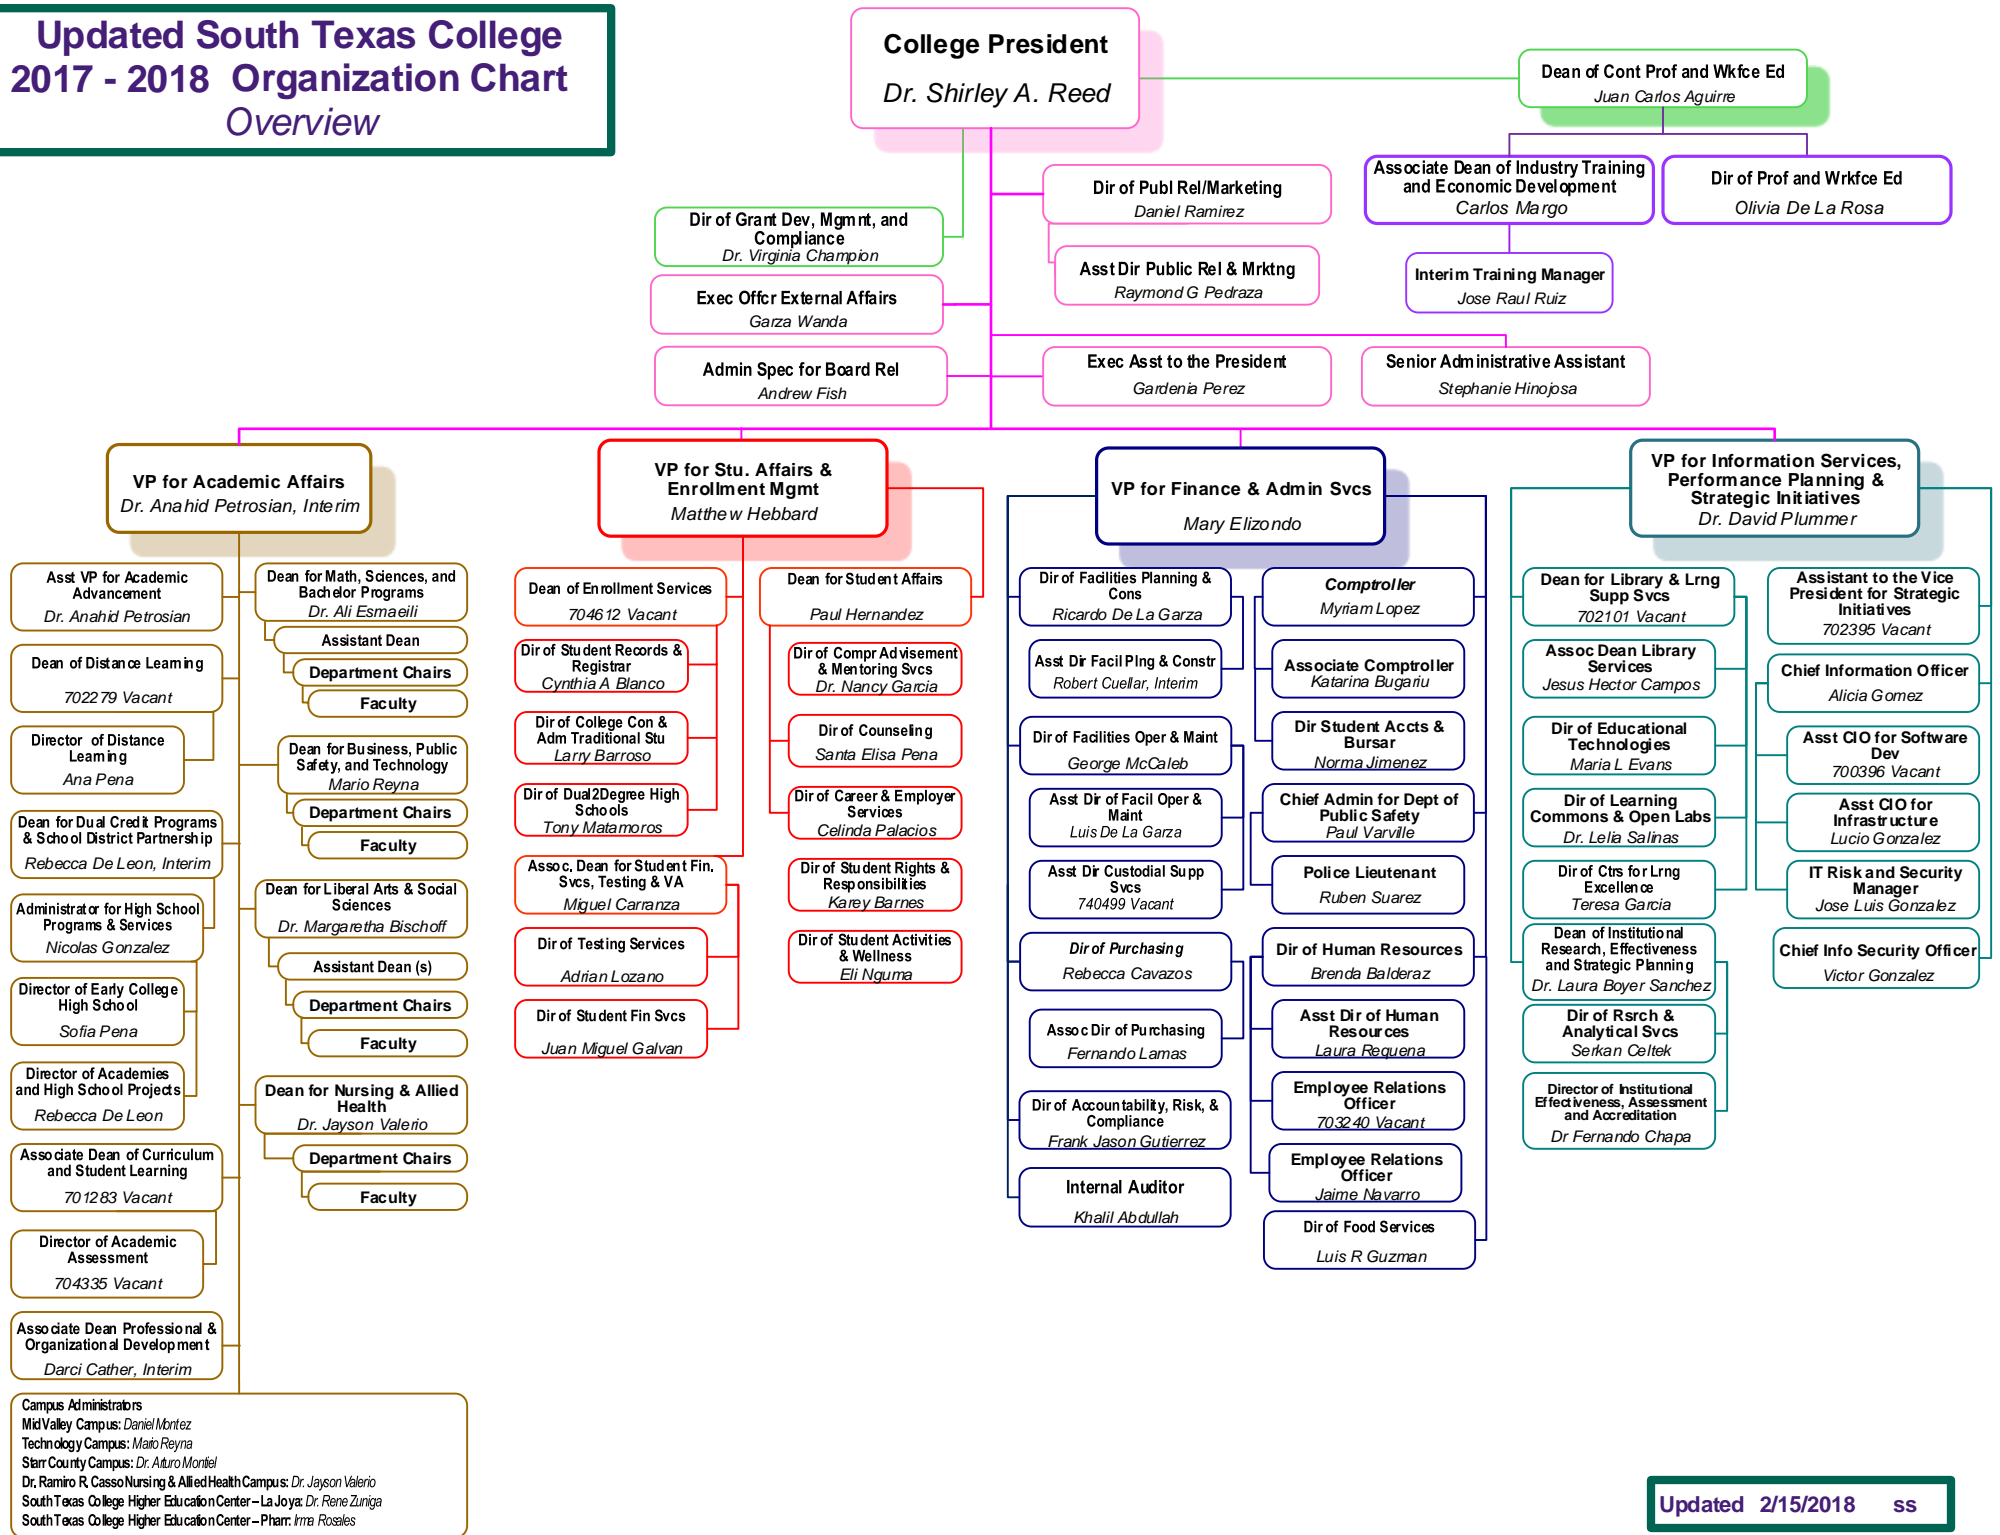 Updated South Texas College
2017 - 2018 Organization Chart
Overview
College President
Dr. Shirley A. Reed
Dean of Cont Prof and Wkfce Ed
Juan Carlos Aguirre
Associate Dean of Industry Training
and Economic Development
Carlos Margo
Dir of Prof and Wrkfce Ed
Olivia De La Rosa
Interim Training Manager
Jose Raul Ruiz
Dir of Publ Rel/Marketing
Daniel Ramirez
Dir of Grant Dev, Mgmnt, and
Compliance
Dr. Virginia Champion
Asst Dir Public Rel & Mrktng
Raymond G Pedraza
Exec Offcr External Affairs
Garza Wanda
Admin Spec for Board Rel
Andrew Fish
Exec Asst to the President
Gardenia Perez
Senior Administrative Assistant
Stephanie Hinojosa
VP for Academic Affairs
Dr. Anahid Petrosian, Interim
Asst VP for Academic
Advancement
Dr. Anahid Petrosian
Dean of Distance Learning
702279 Vacant
Director of Distance
Learning
Ana Pena
Dean for Dual Credit Programs
& School District Partnership
Rebecca De Leon, Interim
Administrator for High School
Programs & Services
Nicolas Gonzalez
Director of Early College
High School
Sofia Pena
Director of Academies
and High School Projects
Rebecca De Leon
Associate Dean of Curriculum
and Student Learning
701283 Vacant
Director of Academic
Assessment
704335 Vacant
Associate Dean Professional &
Organizational Development
Darci Cather, Interim
Dean for Math, Sciences, and
Bachelor Programs
Dr. Ali Esmaeili
Assistant Dean
Department Chairs
Faculty
Dean for Business, Public
Safety, and Technology
Mario Reyna
Department Chairs
Faculty
Dean for Liberal Arts & Social
Sciences
Dr. Margaretha Bischoff
Assistant Dean (s)
Department Chairs
Faculty
Dean for Nursing & Allied
Health
Dr. Jayson Valerio
Department Chairs
Faculty
Campus Administrators
Mid Valley Campus: Daniel Montez
Technology Campus: Mario Reyna
Starr County Campus: Dr. Arturo Montiel
Dr. Ramiro R. Casso Nursing & Allied Health Campus: Dr. Jayson Valerio
South Texas College Higher Education Center – La Joya: Dr. Rene Zuniga
South Texas College Higher Education Center – Pharr: Irma Rosales
VP for Stu. Affairs &
Enrollment Mgmt
Matthew Hebbard
Dean of Enrollment Services
704612 Vacant
Dir of Student Records &
Registrar
Cynthia A Blanco
Dir of College Con &
Adm Traditional Stu
Larry Barroso
Dir of Dual2Degree High
Schools
Tony Matamoros
Assoc. Dean for Student Fin.
Svcs, Testing & VA
Miguel Carranza
Dir of Testing Services
Adrian Lozano
Dir of Student Fin Svcs
Juan Miguel Galvan
Dean for Student Affairs
Paul Hernandez
Dir of Compr Advisement
& Mentoring Svcs
Dr. Nancy Garcia
Dir of Counseling
Santa Elisa Pena
Dir of Career & Employer
Services
Celinda Palacios
Dir of Student Rights &
Responsibilities
Karey Barnes
Dir of Student Activities
& Wellness
Eli Nguma
VP for Finance & Admin Svcs
Mary Elizondo
Dir of Facilities Planning &
Cons
Ricardo De La Garza
Asst Dir Facil Plng & Constr
Robert Cuellar, Interim
Dir of Facilities Oper & Maint
George McCaleb
Asst Dir of Facil Oper &
Maint
Luis De La Garza
Asst Dir Custodial Supp
Svcs
740499 Vacant
Dir of Purchasing
Rebecca Cavazos
Assoc Dir of Purchasing
Fernando Lamas
Dir of Accountability, Risk, &
Compliance
Frank Jason Gutierrez
Internal Auditor
Khalil Abdullah
Comptroller
Myriam Lopez
Associate Comptroller
Katarina Bugariu
Dir Student Accts &
Bursar
Norma Jimenez
Chief Admin for Dept of
Public Safety
Paul Varville
Police Lieutenant
Ruben Suarez
Dir of Human Resources
Brenda Balderaz
Asst Dir of Human
Resources
Laura Requena
Employee Relations
Officer
703240 Vacant
Employee Relations
Officer
Jaime Navarro
Dir of Food Services
Luis R Guzman
VP for Information Services,
Performance Planning &
Strategic Initiatives
Dr. David Plummer
Dean for Library & Lrng
Supp Svcs
702101 Vacant
Assoc Dean Library
Services
Jesus Hector Campos
Dir of Educational
Technologies
Maria L Evans
Dir of Learning
Commons & Open Labs
Dr. Lelia Salinas
Dir of Ctrs for Lrng
Excellence
Teresa Garcia
Dean of Institutional
Research, Effectiveness
and Strategic Planning
Dr. Laura Boyer Sanchez
Dir of Rsrch &
Analytical Svcs
Serkan Celtek
Director of Institutional
Effectiveness, Assessment
and Accreditation
Dr Fernando Chapa
Assistant to the Vice
President for Strategic
Initiatives
702395 Vacant
Chief Information Officer
Alicia Gomez
Asst CIO for Software
Dev
700396 Vacant
Asst CIO for
Infrastructure
Lucio Gonzalez
IT Risk and Security
Manager
Jose Luis Gonzalez
Chief Info Security Officer
Victor Gonzalez
Updated 2/15/2018 ss